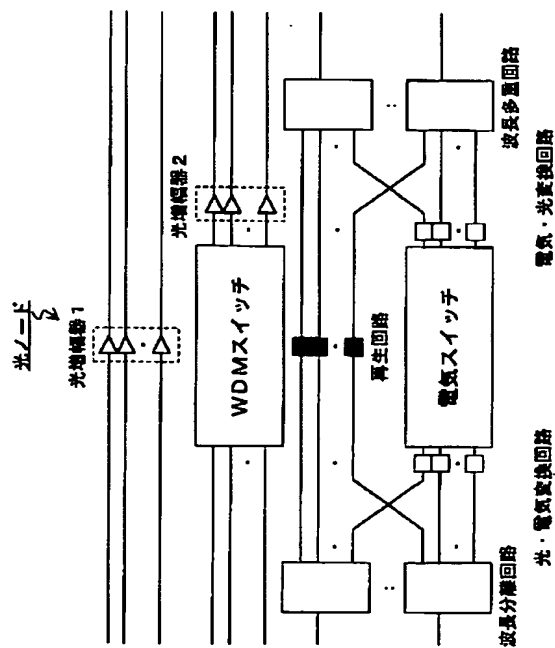 光ノード
光増幅器1
光増幅器2
WDMスイッチ
再生回路
電気スイッチ
波長分離回路
波長多重回路
光・電気変換回路
電気・光変換回路